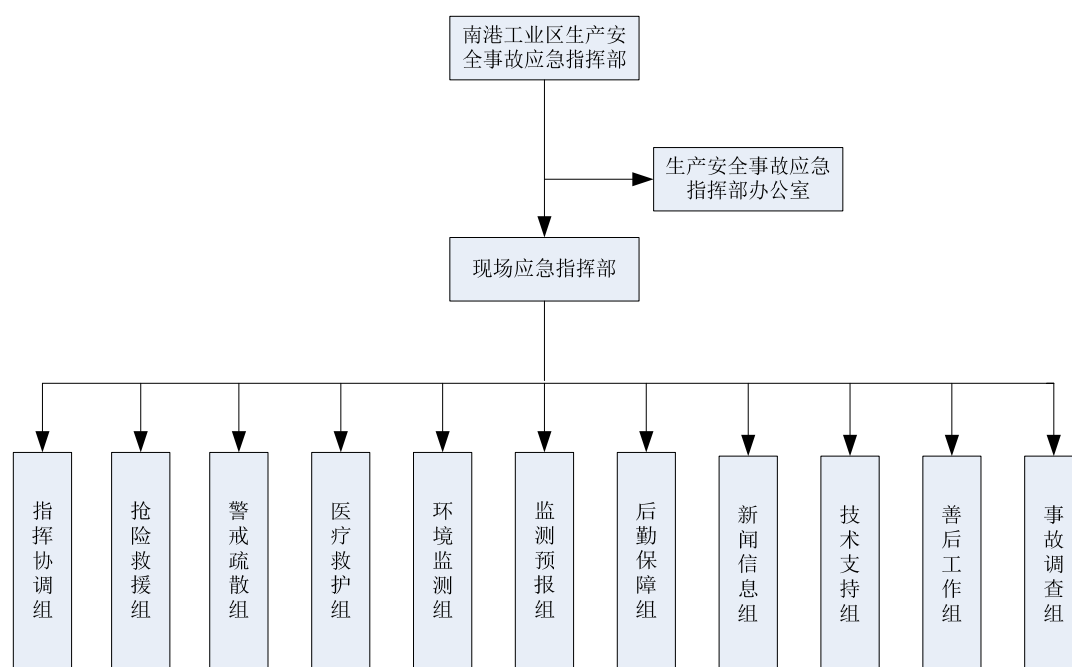 南港工业区生产安
全事故应急指挥部
生产安全事故应急
指挥部办公室
现场应急指挥部
指挥协调组
抢险救援组
警戒疏散组
医疗救护组
环境监测组
监测预报组
后勤保障组
新闻信息组
技术支持组
善后工作组
事故调查组